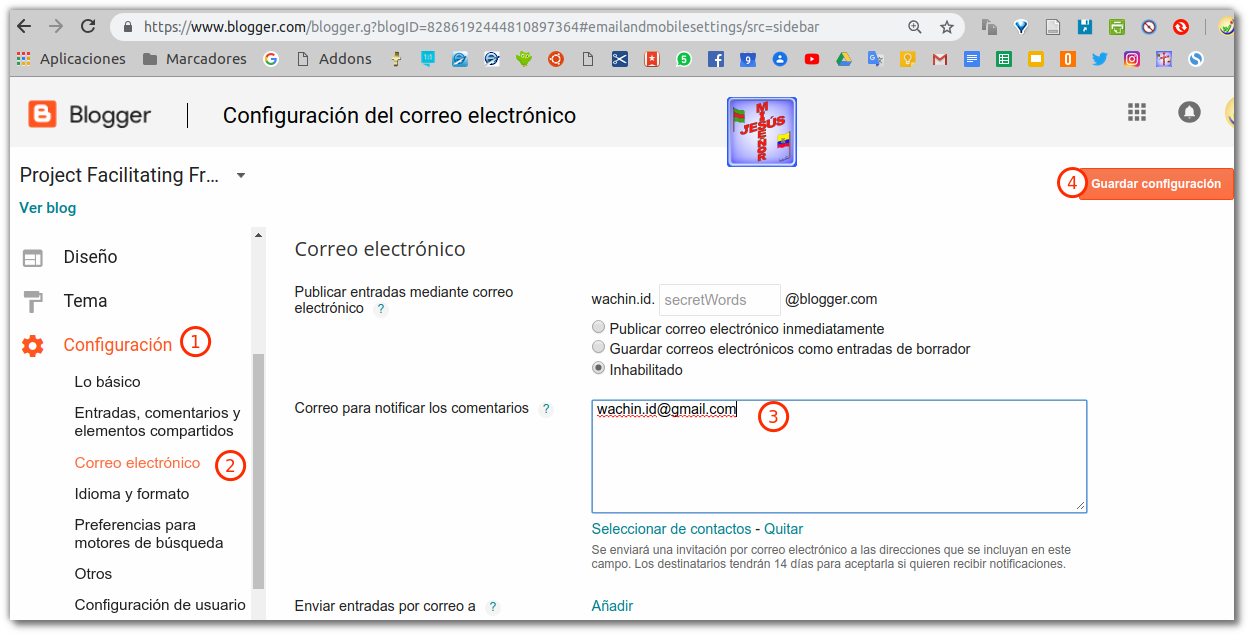 https://www.blogger.com/blogger.g?blogID=8286192444810897364#emailandmobilesettings/src=sidebar
Aplicaciones Marcadores Addons
Blogger Configuración del correo electrónico
MI DEFENSOR
JESÚS
Project Facilitating Fr...
4 Guardar configuración
Ver blog
Diseño
Tema
Configuración 1
Lo básico
Entradas, comentarios y
elementos compartidos
Correo electrónico 2
Idioma y formato
Preferencias para
motores de búsqueda
Otros
Configuración de usuario
Correo electrónico
Publicar entradas mediante correo
electrónico ?
wachin.id. secretWords @blogger.com
Publicar correo electrónico inmediatamente
Guardar correos electrónicos como entradas de borrador
Inhabilitado
Correo para notificar los comentarios ?
wachin.id@gmail.com 3
Seleccionar de contactos - Quitar
Se enviará una invitación por correo electrónico a las direcciones que se incluyan en este
campo. Los destinatarios tendrán 14 días para aceptarla si quieren recibir notificaciones.
Enviar entradas por correo a ?
Añadir